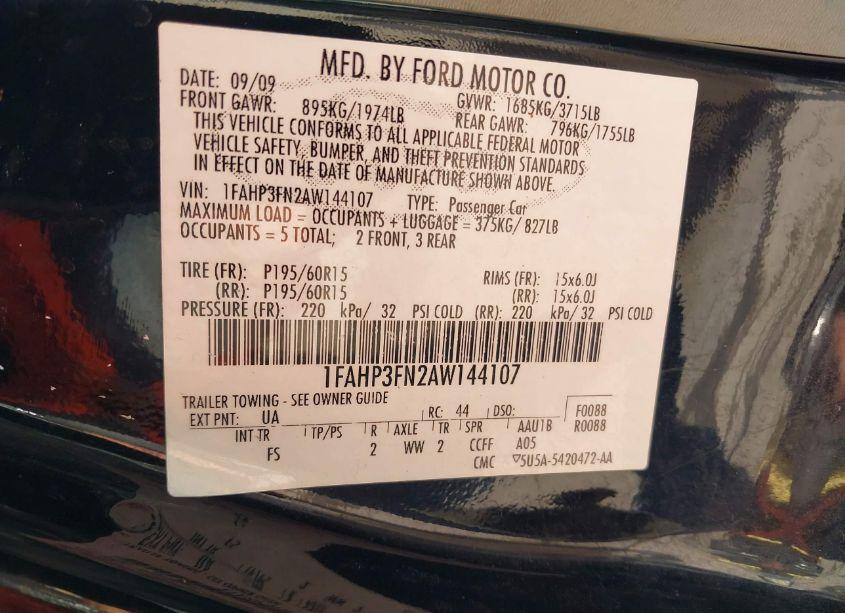 MFD. BY FORD MOTOR CO.
DATE: 09/09 GVWR: 1685KG/3715LB
FRONT GAWR: 895KG/1974LB REAR GAWR: 796KG/1755LB
THIS VEHICLE CONFORMS TO ALL APPLICABLE FEDERAL MOTOR
VEHICLE SAFETY, BUMPER, AND THEFT PREVENTION STANDARDS
IN EFFECT ON THE DATE OF MANUFACTURE SHOWN ABOVE.
VIN: 1FAHP3FN2AW144107 TYPE: Passenger Car
MAXIMUM LOAD = OCCUPANTS + LUGGAGE = 375KG/ 827LB
OCCUPANTS = 5 TOTAL; 2 FRONT, 3 REAR
TIRE (FR): P195/60R15 RIMS (FR): 15x6.0J
(RR): P195/60R15 (RR): 15x6.0J
PRESSURE (FR): 220 kPa/ 32 PSI COLD (RR): 220 kPa/ 32 PSI COLD
1FAHP3FN2AW144107
TRAILER TOWING - SEE OWNER GUIDE
EXT PNT: UA RC: 44 DSO: F0088
R0088
INT TR TP/PS R AXLE TR SPR AAU1B
FS 2 WW 2 CCFF A05
CMC ▽5U5A-5420472-AA